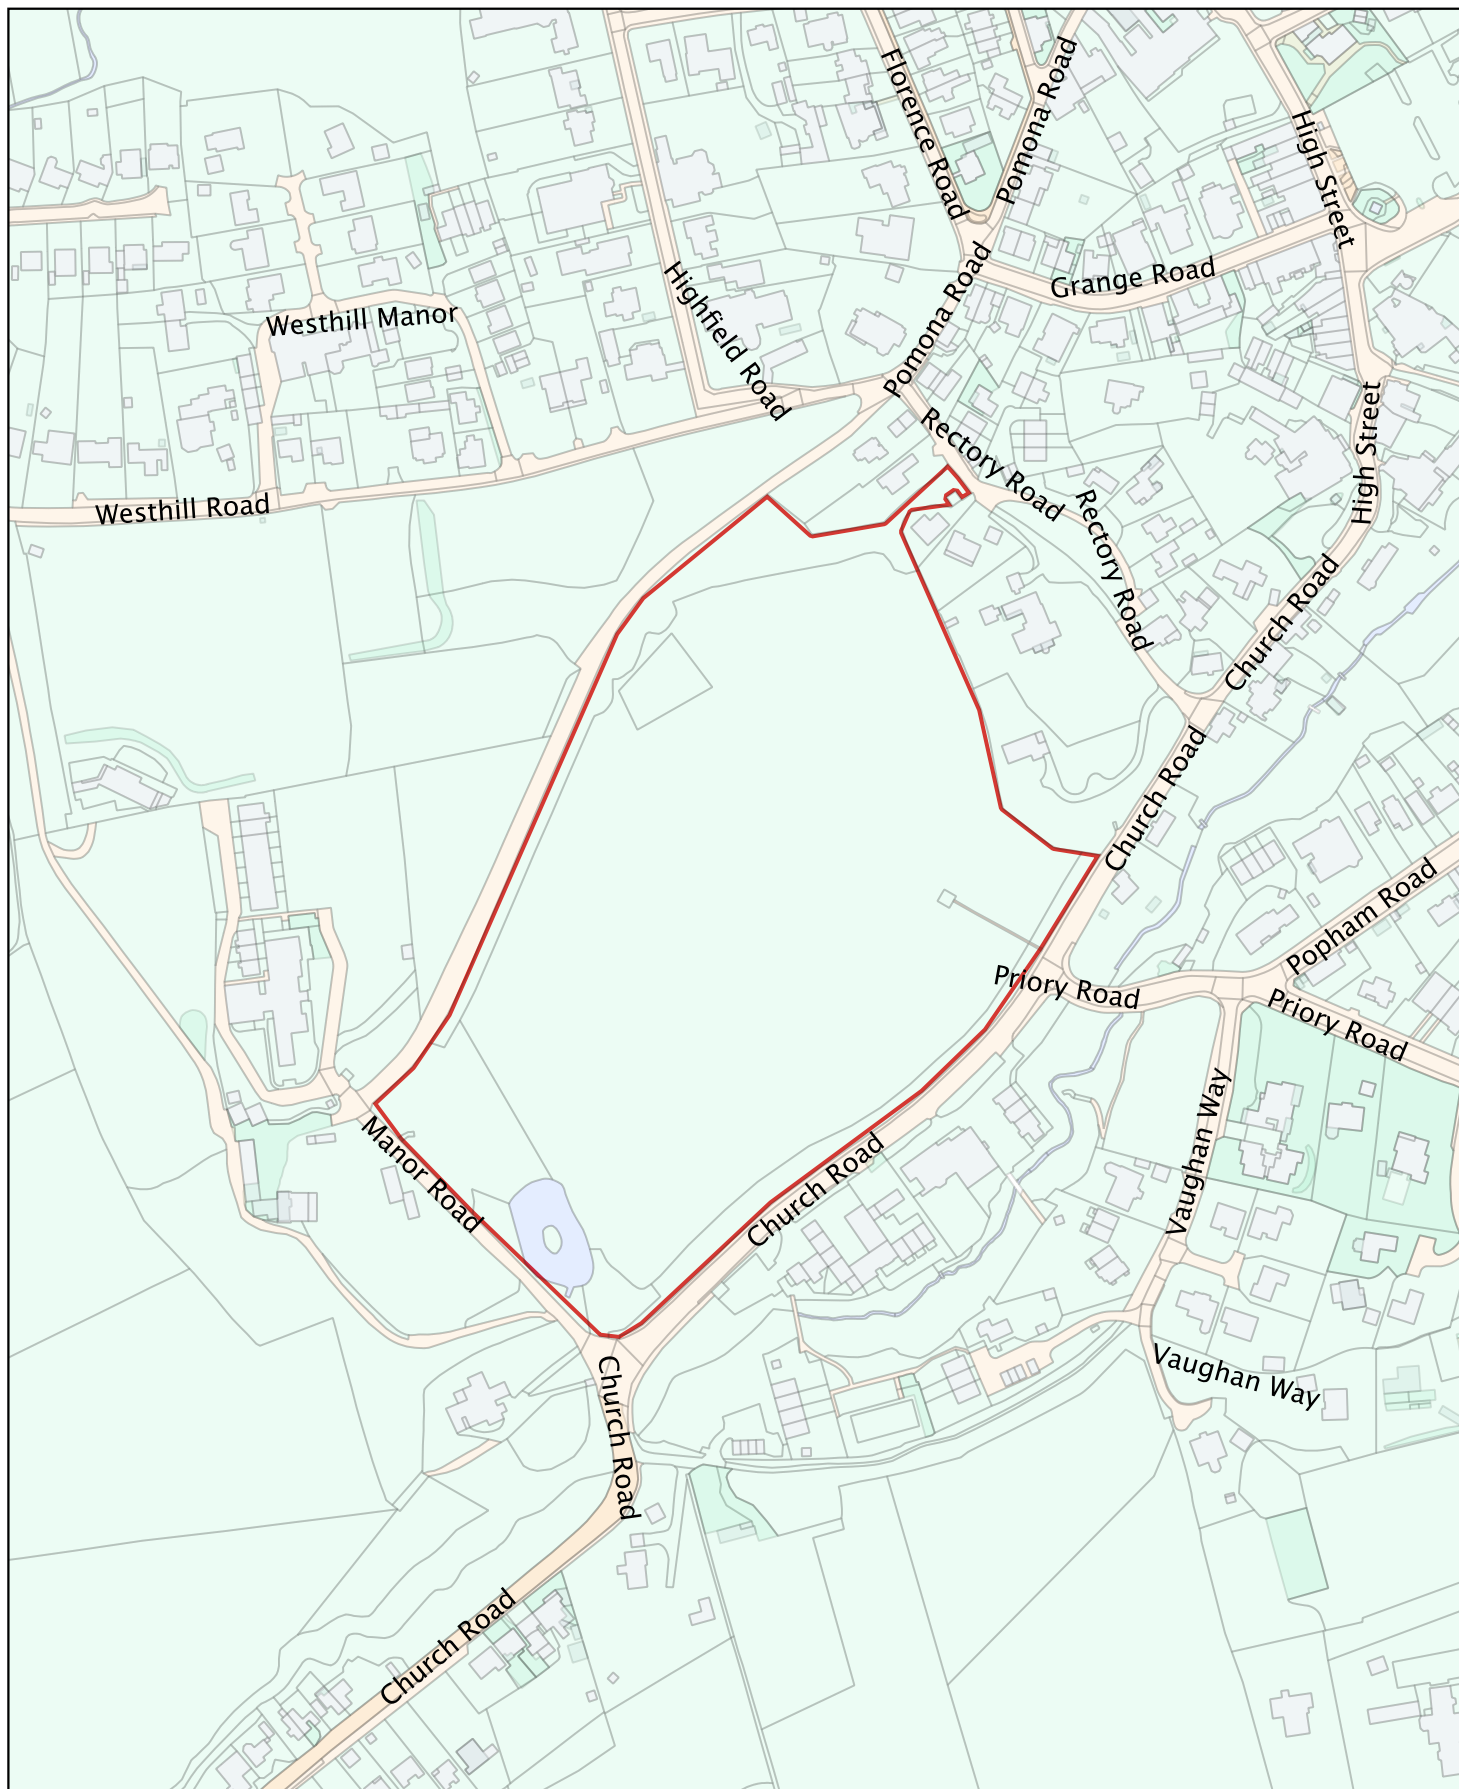 Florence Road
Pomona Road
High Street
Grange Road
Pomona Road
Westhill Manor
Highfield Road
Rectory Road
High Street
Westhill Road
Rectory Road
Church Road
Church Road
Popham Road
Priory Road
Priory Road
Manor Road
Church Road
Vaughan Way
Vaughan Way
Church Road
Church Road